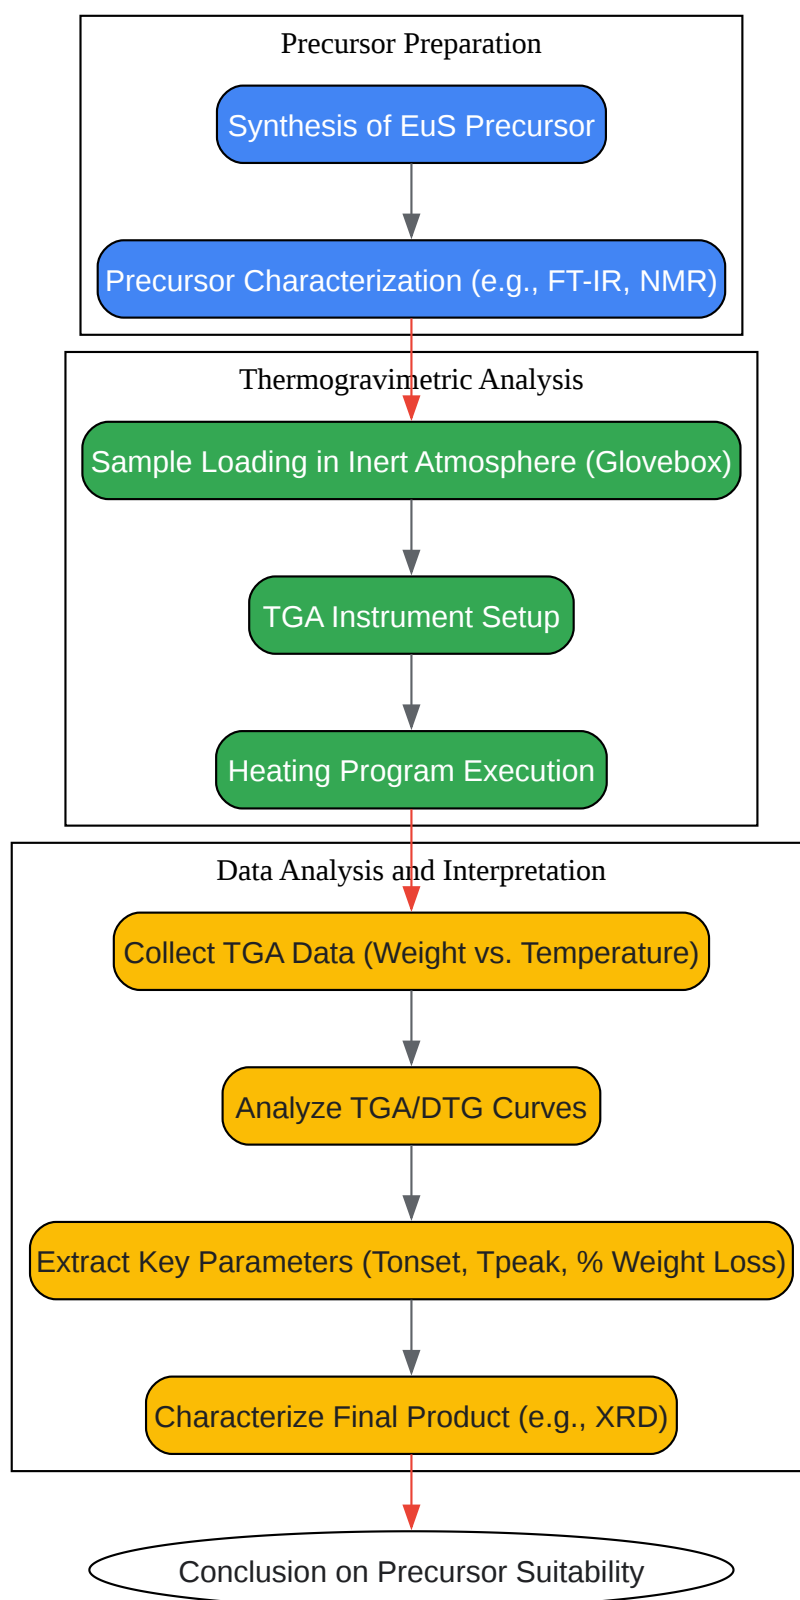 Precursor Preparation
Synthesis of EuS Precursor
Precursor Characterization (e.g., FT-IR, NMR)
Thermogravimetric Analysis
Sample Loading in Inert Atmosphere (Glovebox)
TGA Instrument Setup
Heating Program Execution
Data Analysis and Interpretation
Collect TGA Data (Weight vs. Temperature)
Analyze TGA/DTG Curves
Extract Key Parameters (Tonset, Tpeak, % Weight Loss)
Characterize Final Product (e.g., XRD)
Conclusion on Precursor Suitability